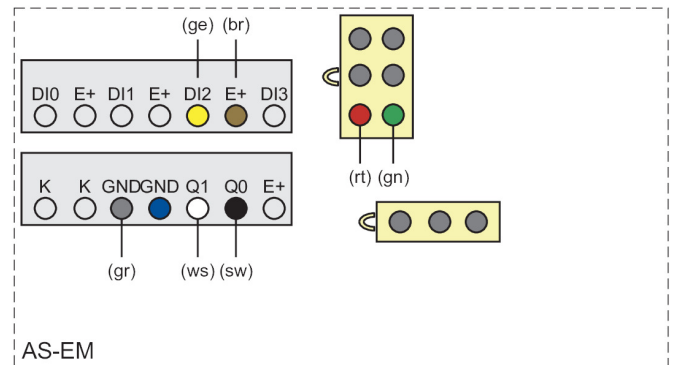 (ge) (br)
DI0 E+ DI1 E+ DI2 E+ DI3
(rt) (gn)
K K GND GND Q1 Q0 E+
(gr) (ws) (sw)
AS-EM